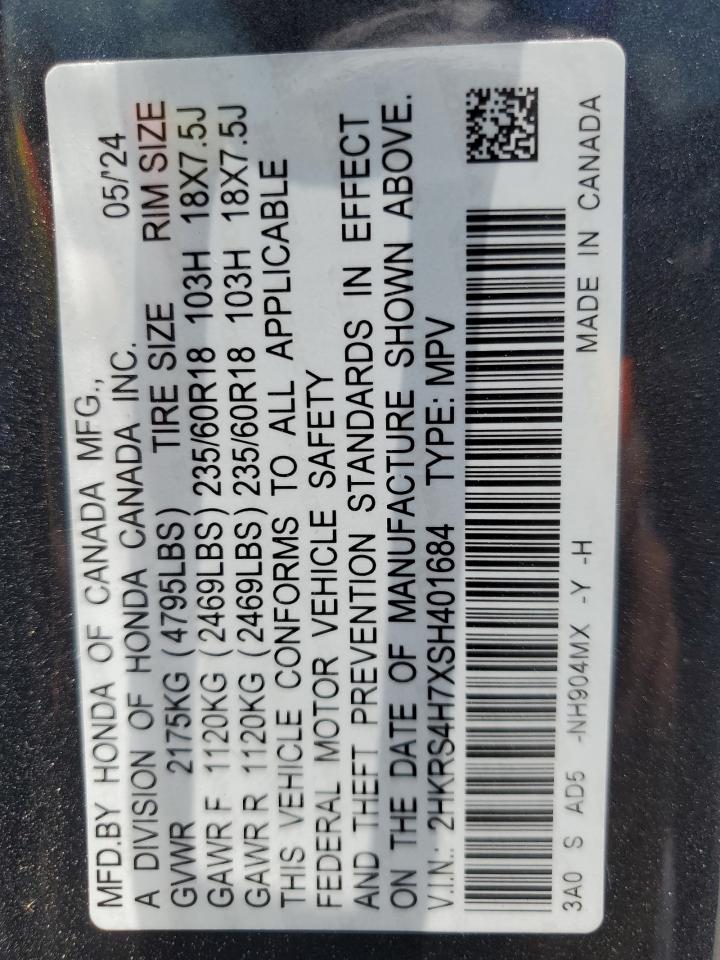 MFD.BY HONDA OF CANADA MFG., 05/'24
A DIVISION OF HONDA CANADA INC.
GVWR 2175KG (4795LBS) TIRE SIZE RIM SIZE
GAWR F 1120KG (2469LBS) 235/60R18 103H 18X7.5J
GAWR R 1120KG (2469LBS) 235/60R18 103H 18X7.5J
THIS VEHICLE CONFORMS TO ALL APPLICABLE
FEDERAL MOTOR VEHICLE SAFETY
AND THEFT PREVENTION STANDARDS IN EFFECT
ON THE DATE OF MANUFACTURE SHOWN ABOVE.
V.I.N.: 2HKRS4H7XSH401684 TYPE: MPV
3A0 S AD5 -NH904MX -Y -H MADE IN CANADA